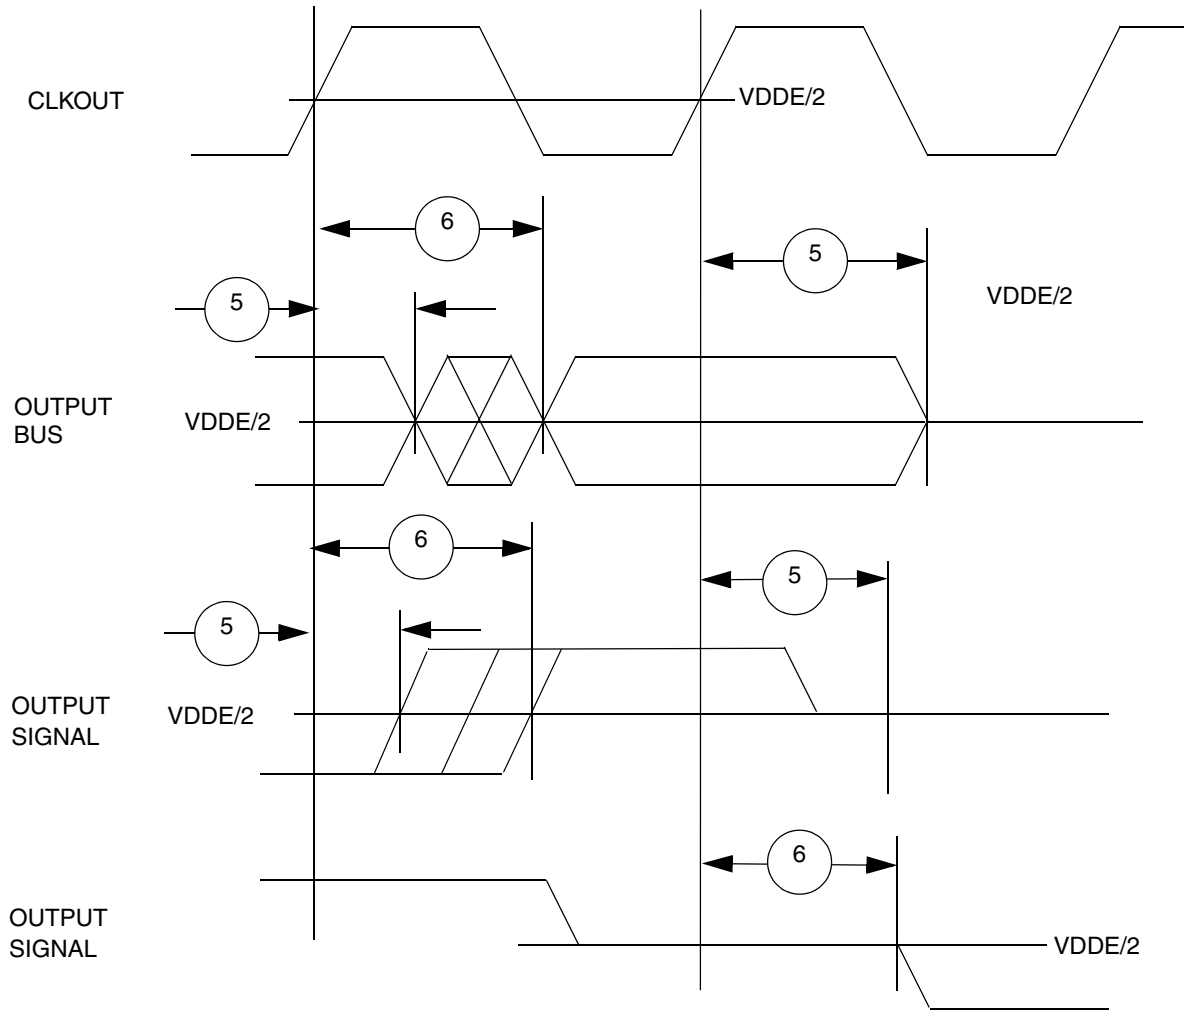 CLKOUT
VDDE/2
6
5
5
VDDE/2
OUTPUT
BUS
VDDE/2
6
5
5
OUTPUT
SIGNAL
VDDE/2
6
OUTPUT
SIGNAL
VDDE/2